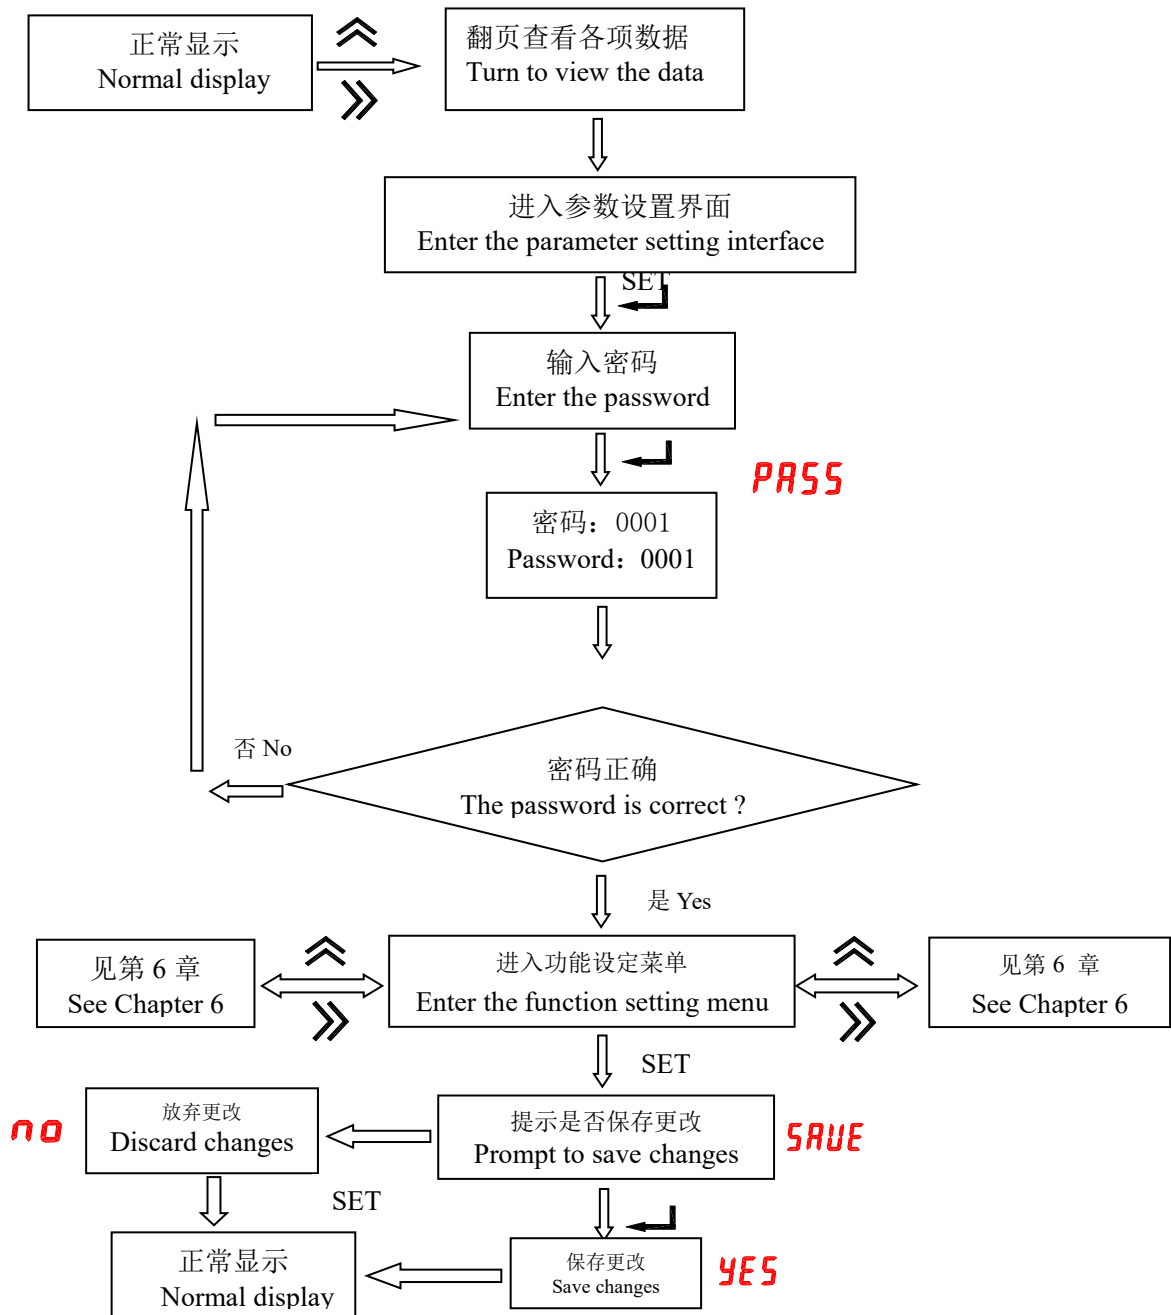 正常显示
Normal display
翻页查看各项数据
Turn to view the data
进入参数设置界面
Enter the parameter setting interface
SET
输入密码
Enter the password
PASS
密码：0001
Password：0001
否 No
密码正确
The password is correct ?
是 Yes
见第 6 章
See Chapter 6
进入功能设定菜单
Enter the function setting menu
见第 6 章
See Chapter 6
SET
no
放弃更改
Discard changes
提示是否保存更改
Prompt to save changes
SAVE
SET
正常显示
Normal display
保存更改
Save changes
YES